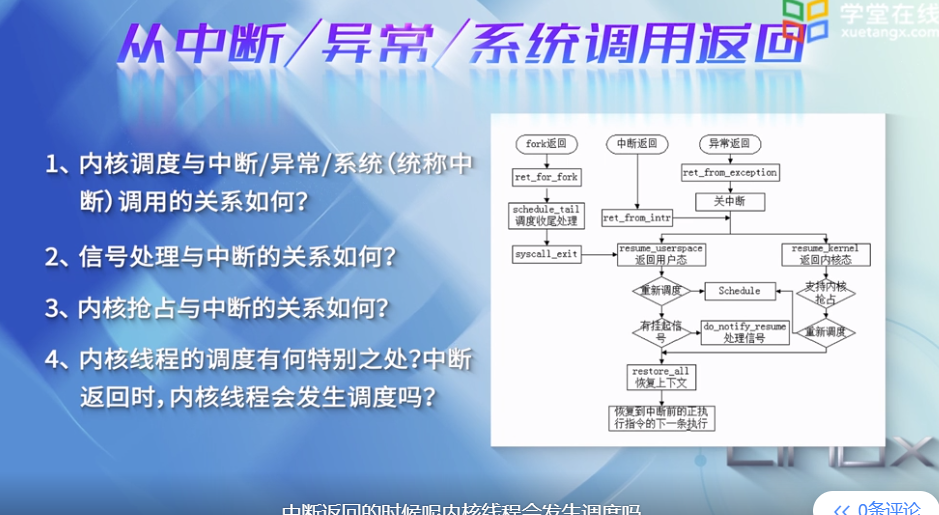 从中断/异常/系统调用返回
学堂在线
xuetangx.com
1、内核调度与中断/异常/系统(统称中
断)调用的关系如何?
2、信号处理与中断的关系如何?
3、内核抢占与中断的关系如何?
4、内核线程的调度有何特别之处?中断
返回时,内核线程会发生调度吗?
fork返回
中断返回
异常返回
ret_for_fork
ret_from_exception
关中断
schedule_tail
调度收尾处理
ret_from_intr
syscall_exit
resume_userspace
返回用户态
resume_kernel
返回内核态
重新调度
Schedule
支持内核
抢占
有挂起信
号
do_notify_resume
处理信号
重新调度
restore_all
恢复上下文
恢复到中断前的正执
行指令的下一条执行
中断返回的时候呢内核线程会发生调度吗
<< 0条评论